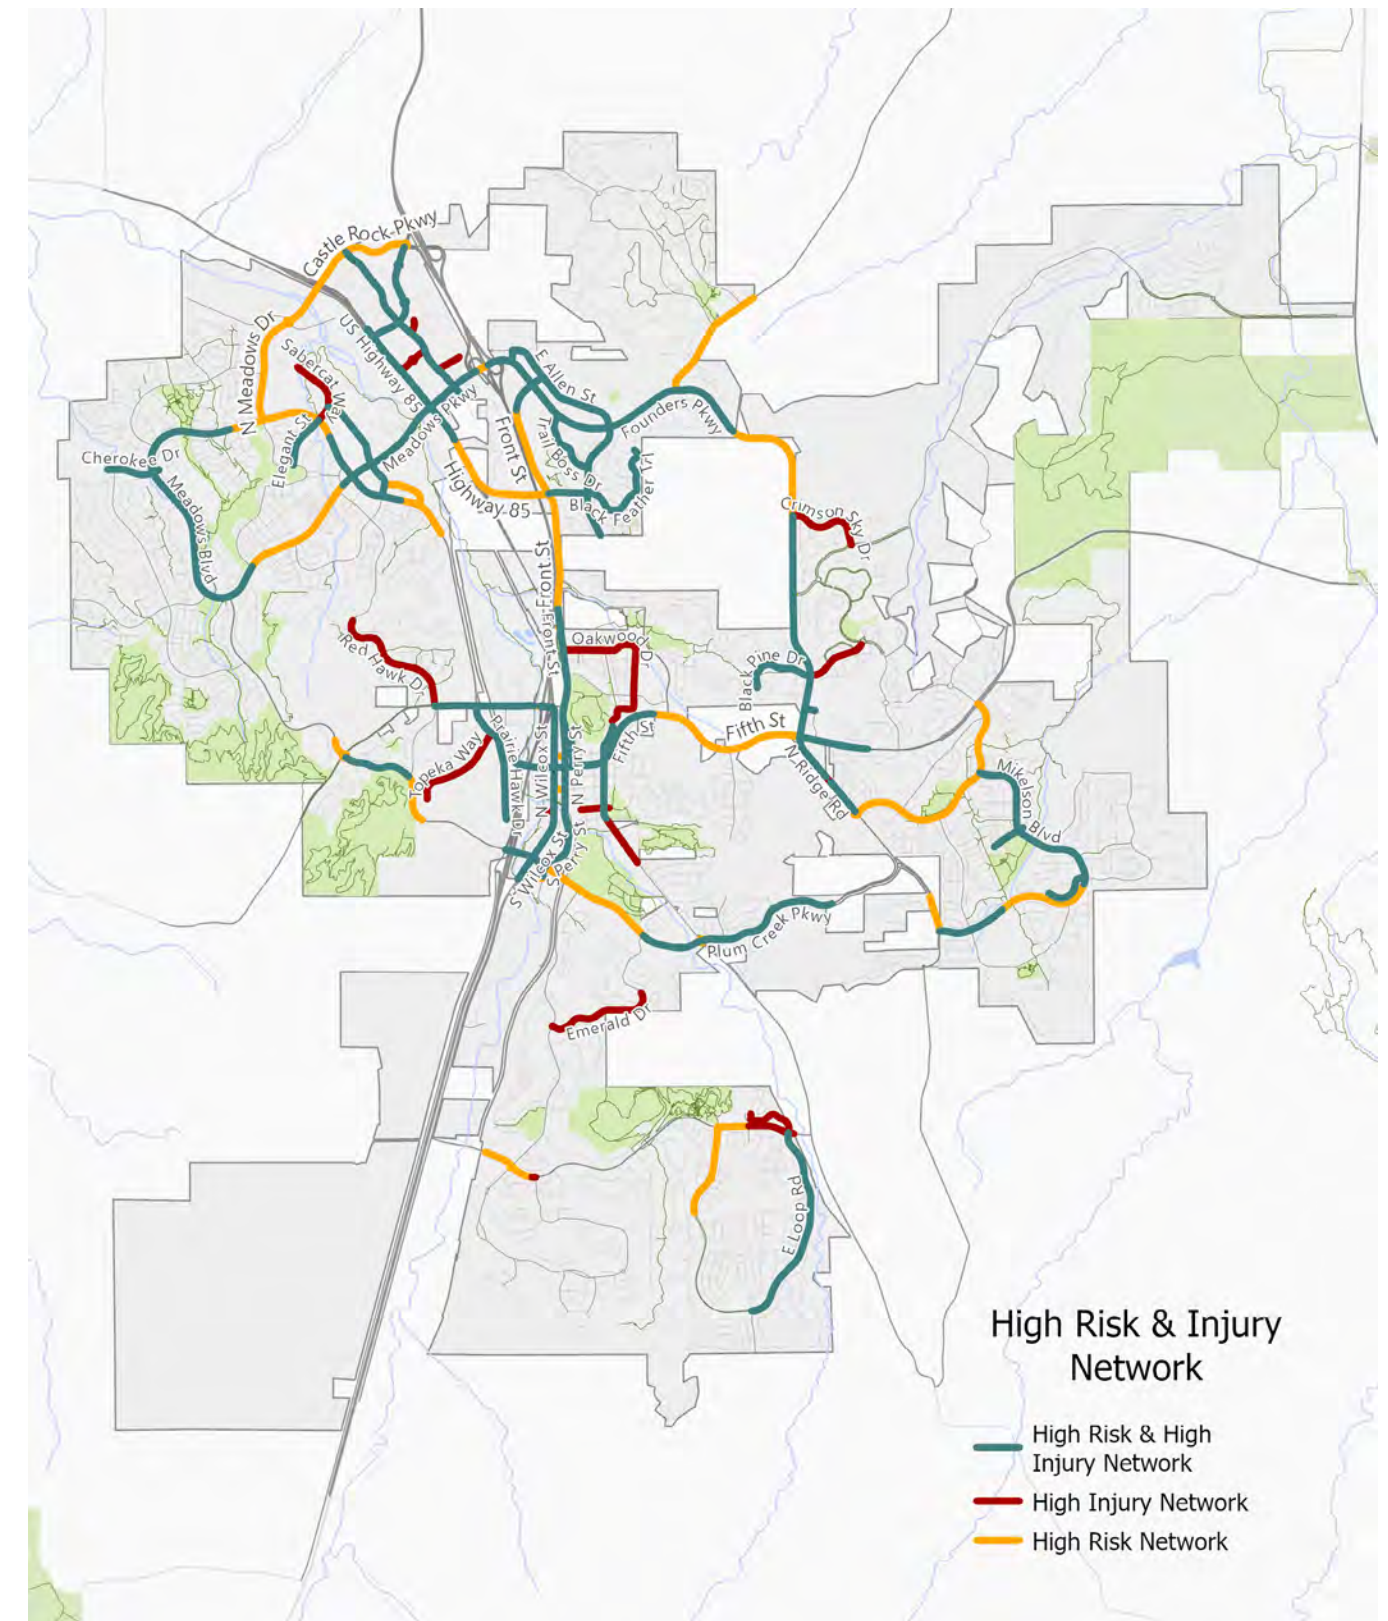 Castle Rock Pkwy
N Meadows Dr
US Highway 85
Sabercat Way
Elegant St
Meadows Pkwy
E Allen St
Founders Pkwy
Front St
Trail Boss Dr
Black Feather Trl
Highway 85
Cherokee Dr
Meadows Blvd
Crimson Sky Dr
Front St
Front St
Oakwood Dr
Red Hawk Dr
Black Pine Dr
Fifth St
Fifth St
Topeka Way
Prairie Hawk Dr
N Wilcox St
N Perry St
N Ridge Rd
Mikelson Blvd
S Wilcox St
S Perry St
Plum Creek Pkwy
Emerald Dr
E Loop Rd
High Risk & Injury
Network
High Risk & High
Injury Network
High Injury Network
High Risk Network